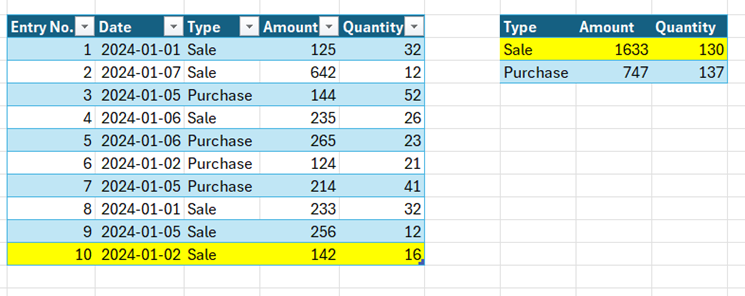 Entry No. Date Type Amount Quantity Type Amount Quantity
1 2024-01-01 Sale 125 32 Sale 1633 130
2 2024-01-07 Sale 642 12 Purchase 747 137
3 2024-01-05 Purchase 144 52
4 2024-01-06 Sale 235 26
5 2024-01-06 Purchase 265 23
6 2024-01-02 Purchase 124 21
7 2024-01-05 Purchase 214 41
8 2024-01-01 Sale 233 32
9 2024-01-05 Sale 256 12
10 2024-01-02 Sale 142 16